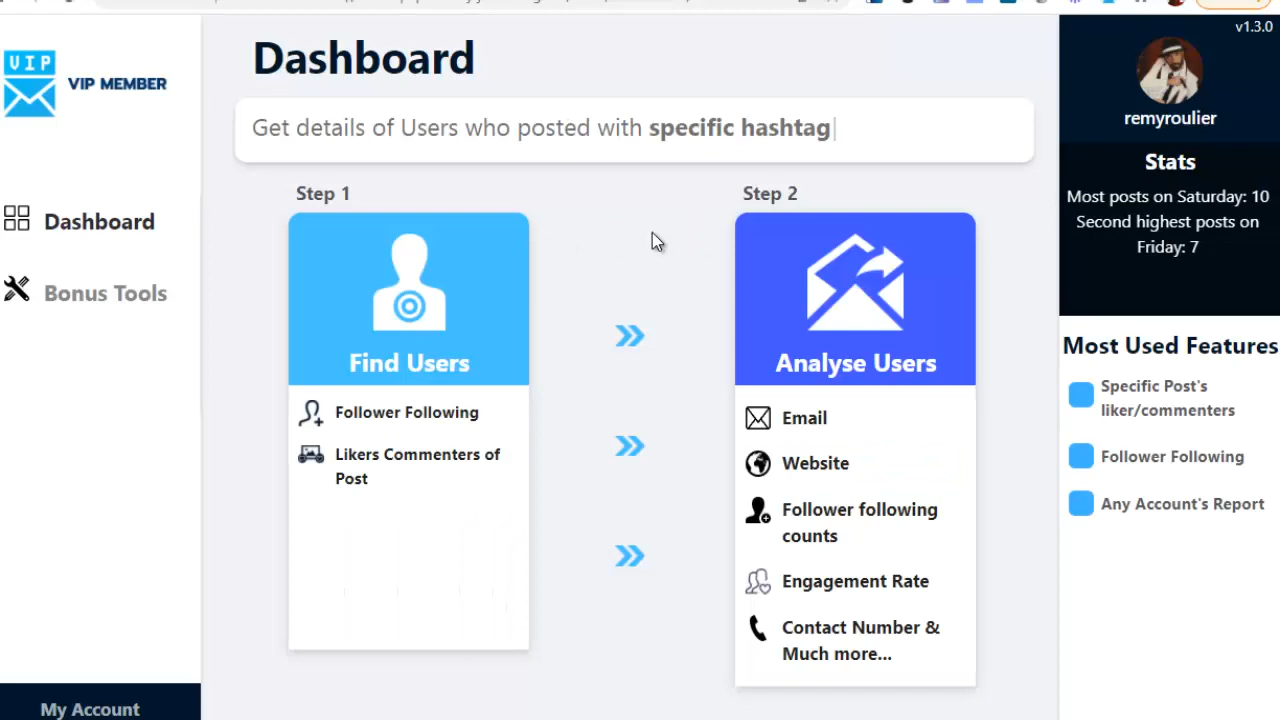 v1.3.0
VIP
VIP MEMBER
Dashboard
Bonus Tools
My Account
Dashboard
Get details of Users who posted with specific hashtag
Step 1
Find Users
Follower Following
Likers Commenters of
Post
Step 2
Analyse Users
Email
Website
Follower following
counts
Engagement Rate
Contact Number &
Much more...
remyroulier
Stats
Most posts on Saturday: 10
Second highest posts on
Friday: 7
Most Used Features
Specific Post's
liker/commenters
Follower Following
Any Account's Report